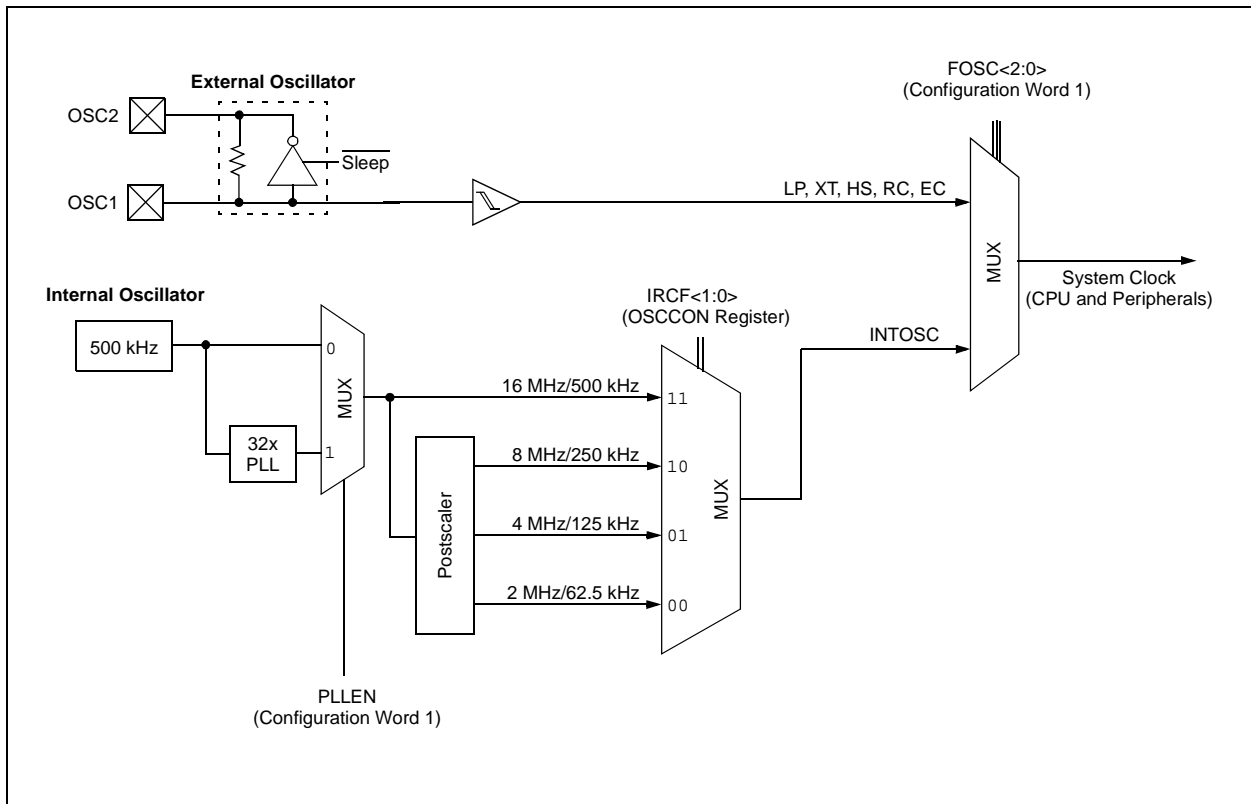 FOSC<2:0>
(Configuration Word 1)
External Oscillator
OSC2
Sleep
OSC1
LP, XT, HS, RC, EC
MUX
System Clock
(CPU and Peripherals)
Internal Oscillator
500 kHz
0
MUX
1
32x
PLL
IRCF<1:0>
(OSCCON Register)
INTOSC
16 MHz/500 kHz
11
8 MHz/250 kHz
10
4 MHz/125 kHz
01
2 MHz/62.5 kHz
00
Postscaler
MUX
PLLEN
(Configuration Word 1)